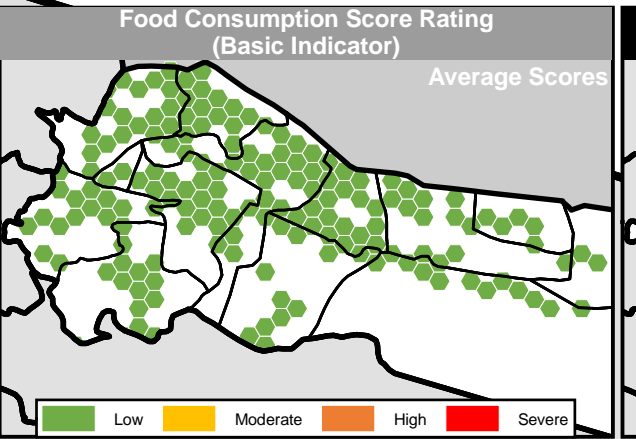 Food Consumption Score Rating
(Basic Indicator)
Average Scores
Low Moderate High Severe